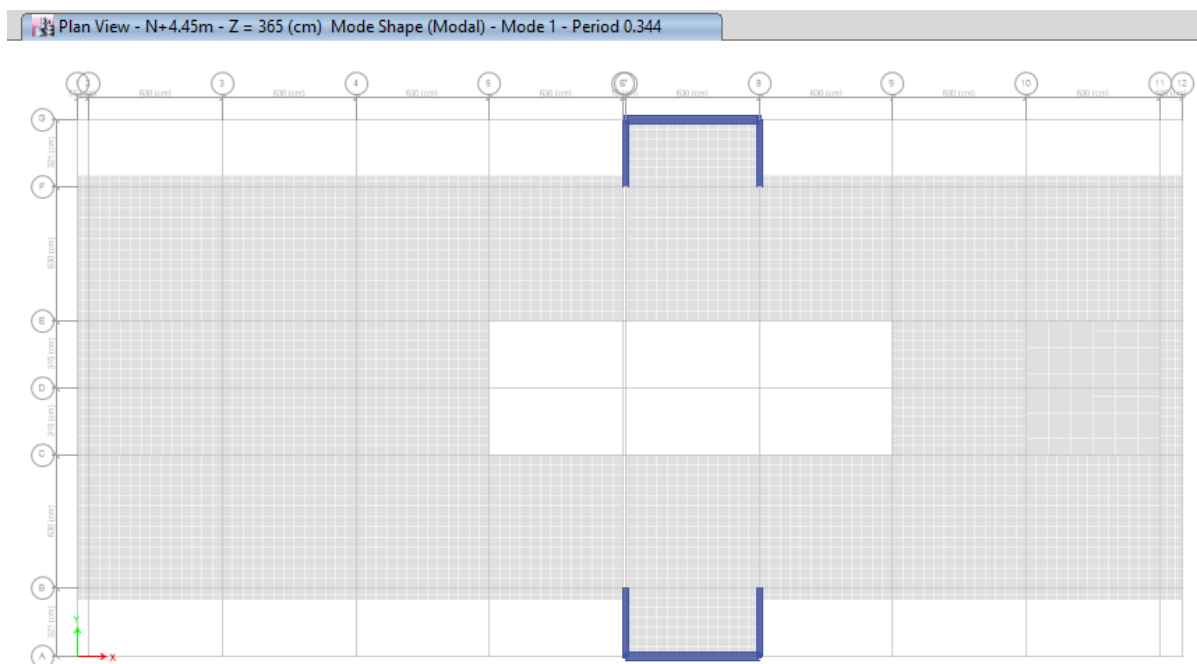 Plan View - N+4.45m - Z = 365 (cm) Mode Shape (Modal) - Mode 1 - Period 0.344
1 2 3 4 5 8 9 10 11 12
630 (cm) 630 (cm) 630 (cm) 630 (cm) 630 (cm) 630 (cm) 630 (cm) 630 (cm)
G
321 (cm)
F
630 (cm)
E
315 (cm)
D
315 (cm)
C
630 (cm)
B
321 (cm)
Y
A
X